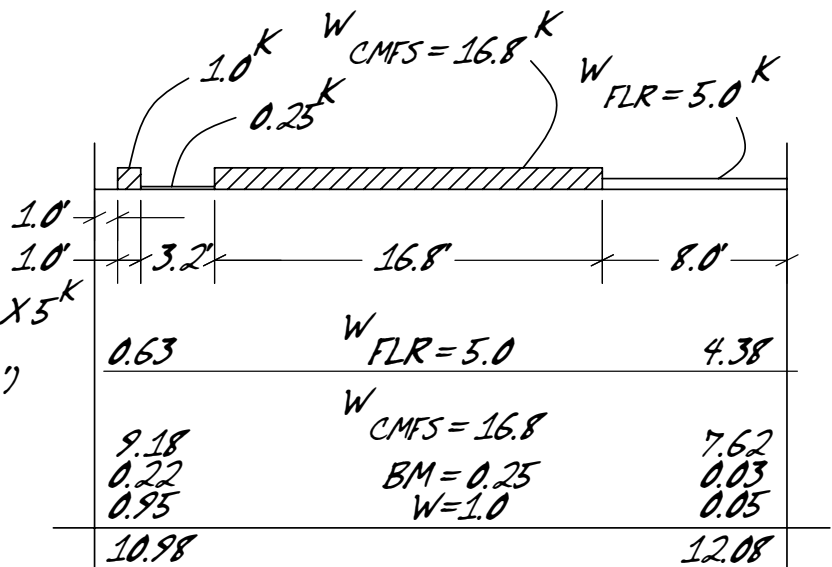 1.0K
W CMFS = 16.8K
0.25K
W FLR = 5.0K
1.0'
1.0' 3.2' 16.8' 8.0'
X5K
0.63 W FLR = 5.0 4.38
')
W CMFS = 16.8
9.18 7.62
0.22 BM = 0.25 0.03
0.95 W=1.0 0.05
10.98 12.08